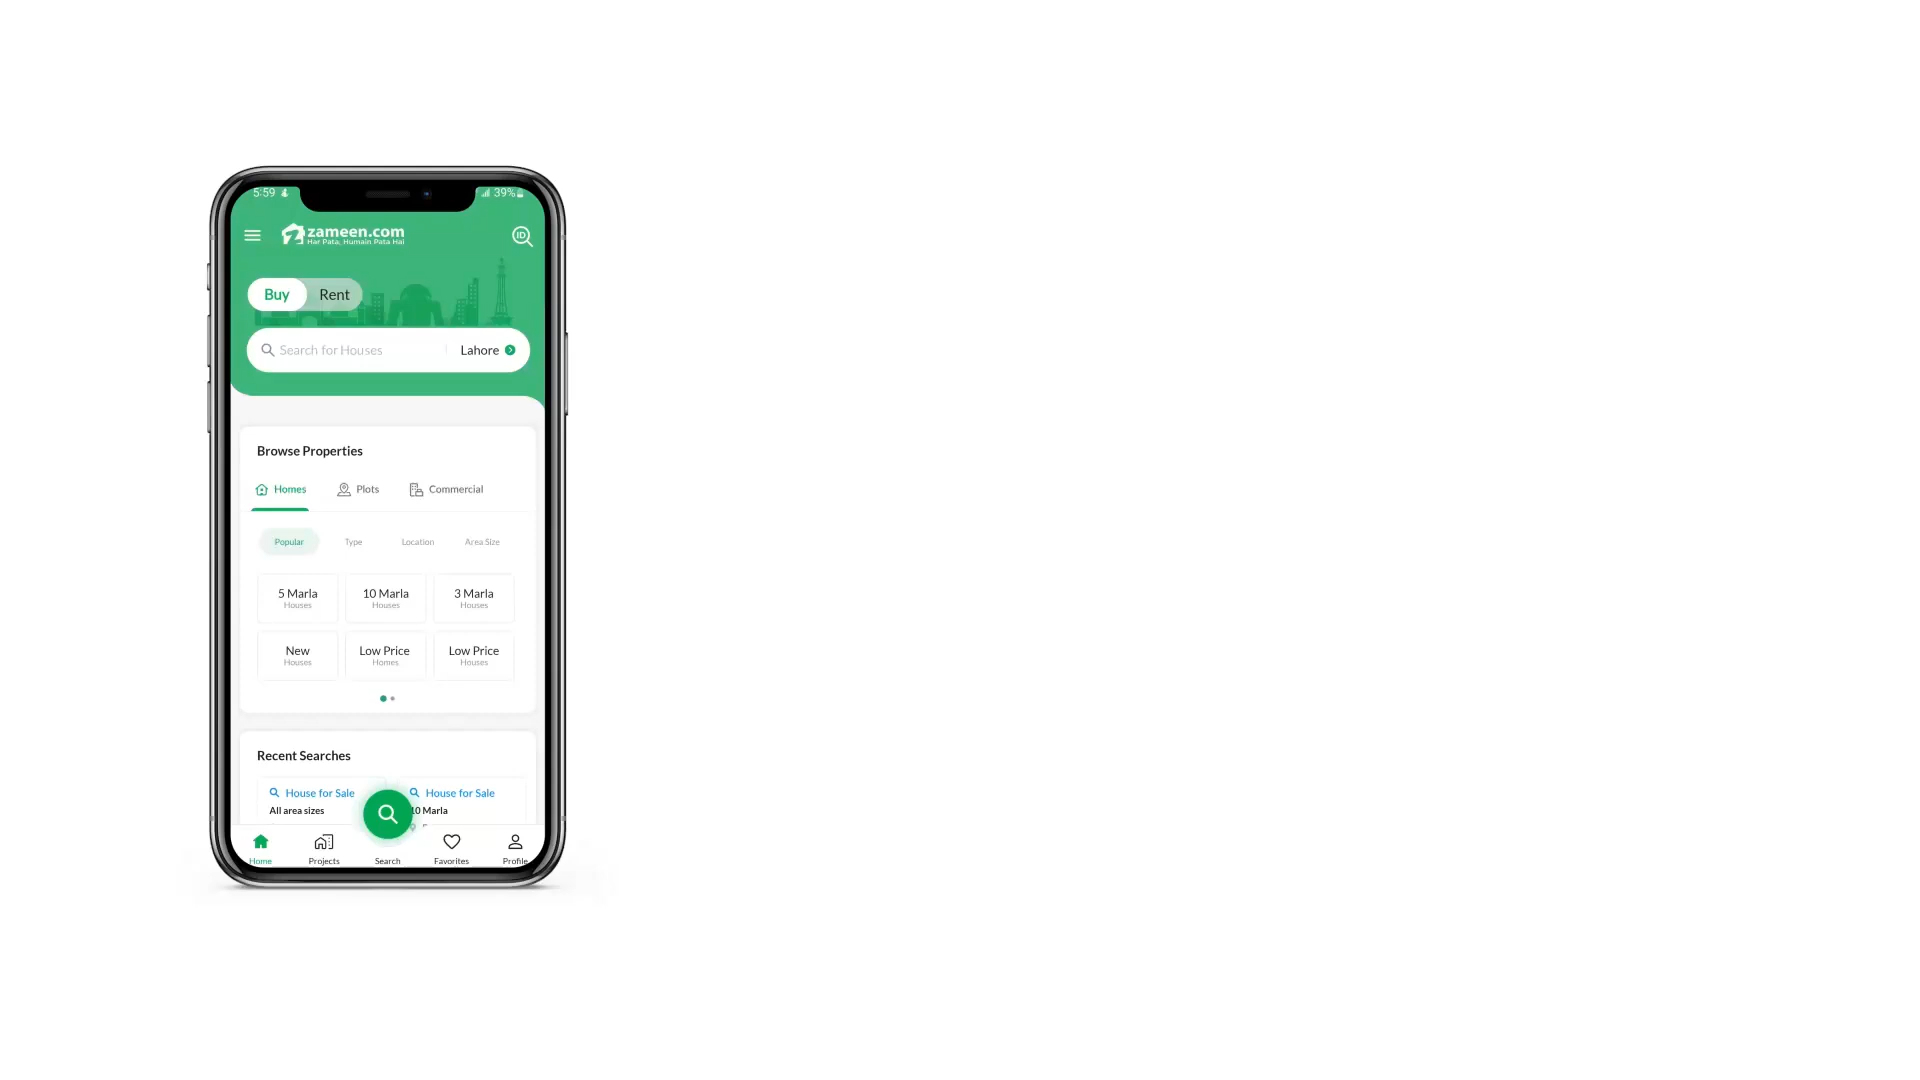 5:59
39%
zameen.com
Har Pata, Humain Pata Hai
ID
Buy Rent
Search for Houses Lahore
Browse Properties
Homes Plots Commercial
Popular Type Location Area Size
5 Marla 10 Marla 3 Marla
Houses Houses Houses
New Low Price Low Price
Houses Homes Houses
Recent Searches
House for Sale House for Sale
All area sizes 10 Marla
Home Projects Search Favorites Profile